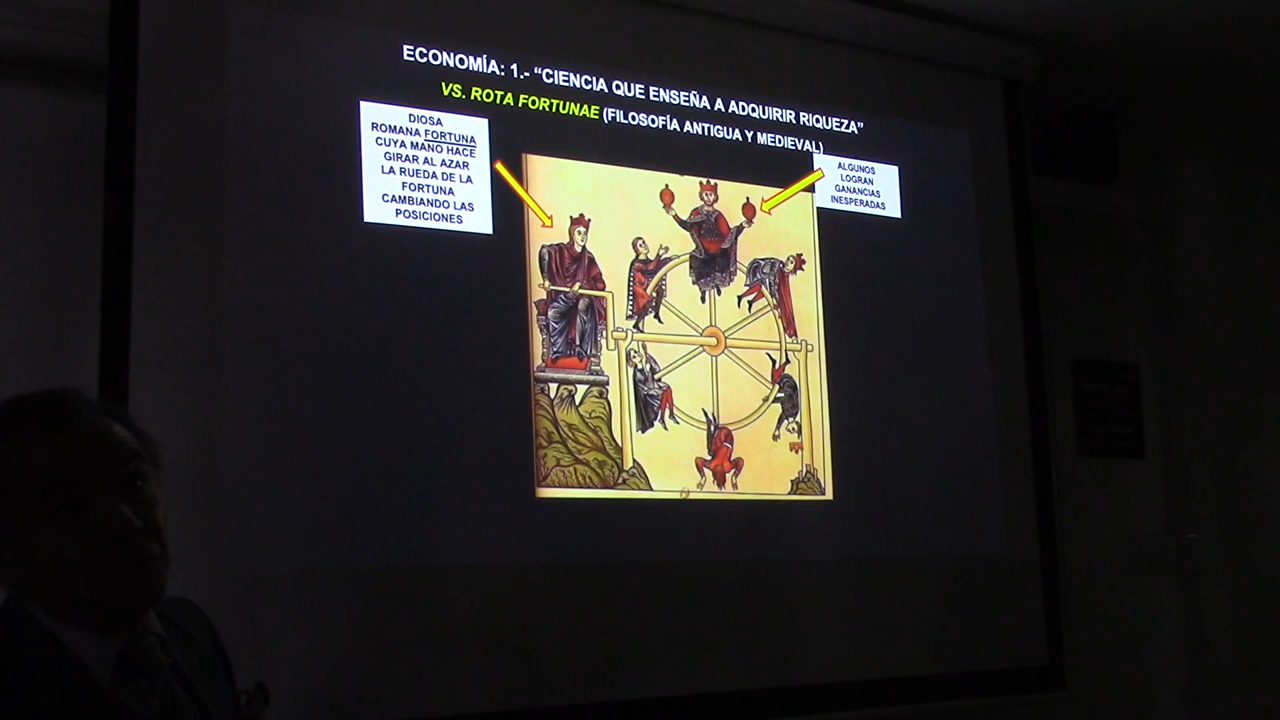 ECONOMÍA: 1.- “CIENCIA QUE ENSEÑA A ADQUIRIR RIQUEZA”
VS. ROTA FORTUNAE (FILOSOFÍA ANTIGUA Y MEDIEVAL)
DIOSA
ROMANA FORTUNA
CUYA MANO HACE
GIRAR AL AZAR
LA RUEDA DE LA
FORTUNA
CAMBIANDO LAS
POSICIONES
ALGUNOS
LOGRAN
GANANCIAS
INESPERADAS